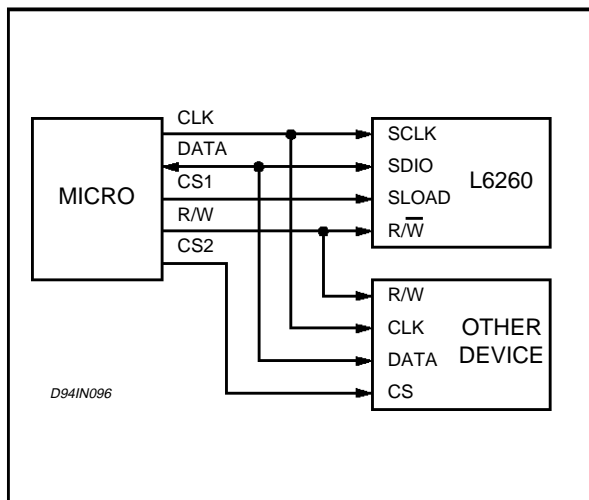 CLK
DATA
CS1
R/W
CS2
MICRO
SCLK
SDIO
SLOAD
R/W̅
L6260
R/W
CLK
DATA
CS
OTHER
DEVICE
D94IN096